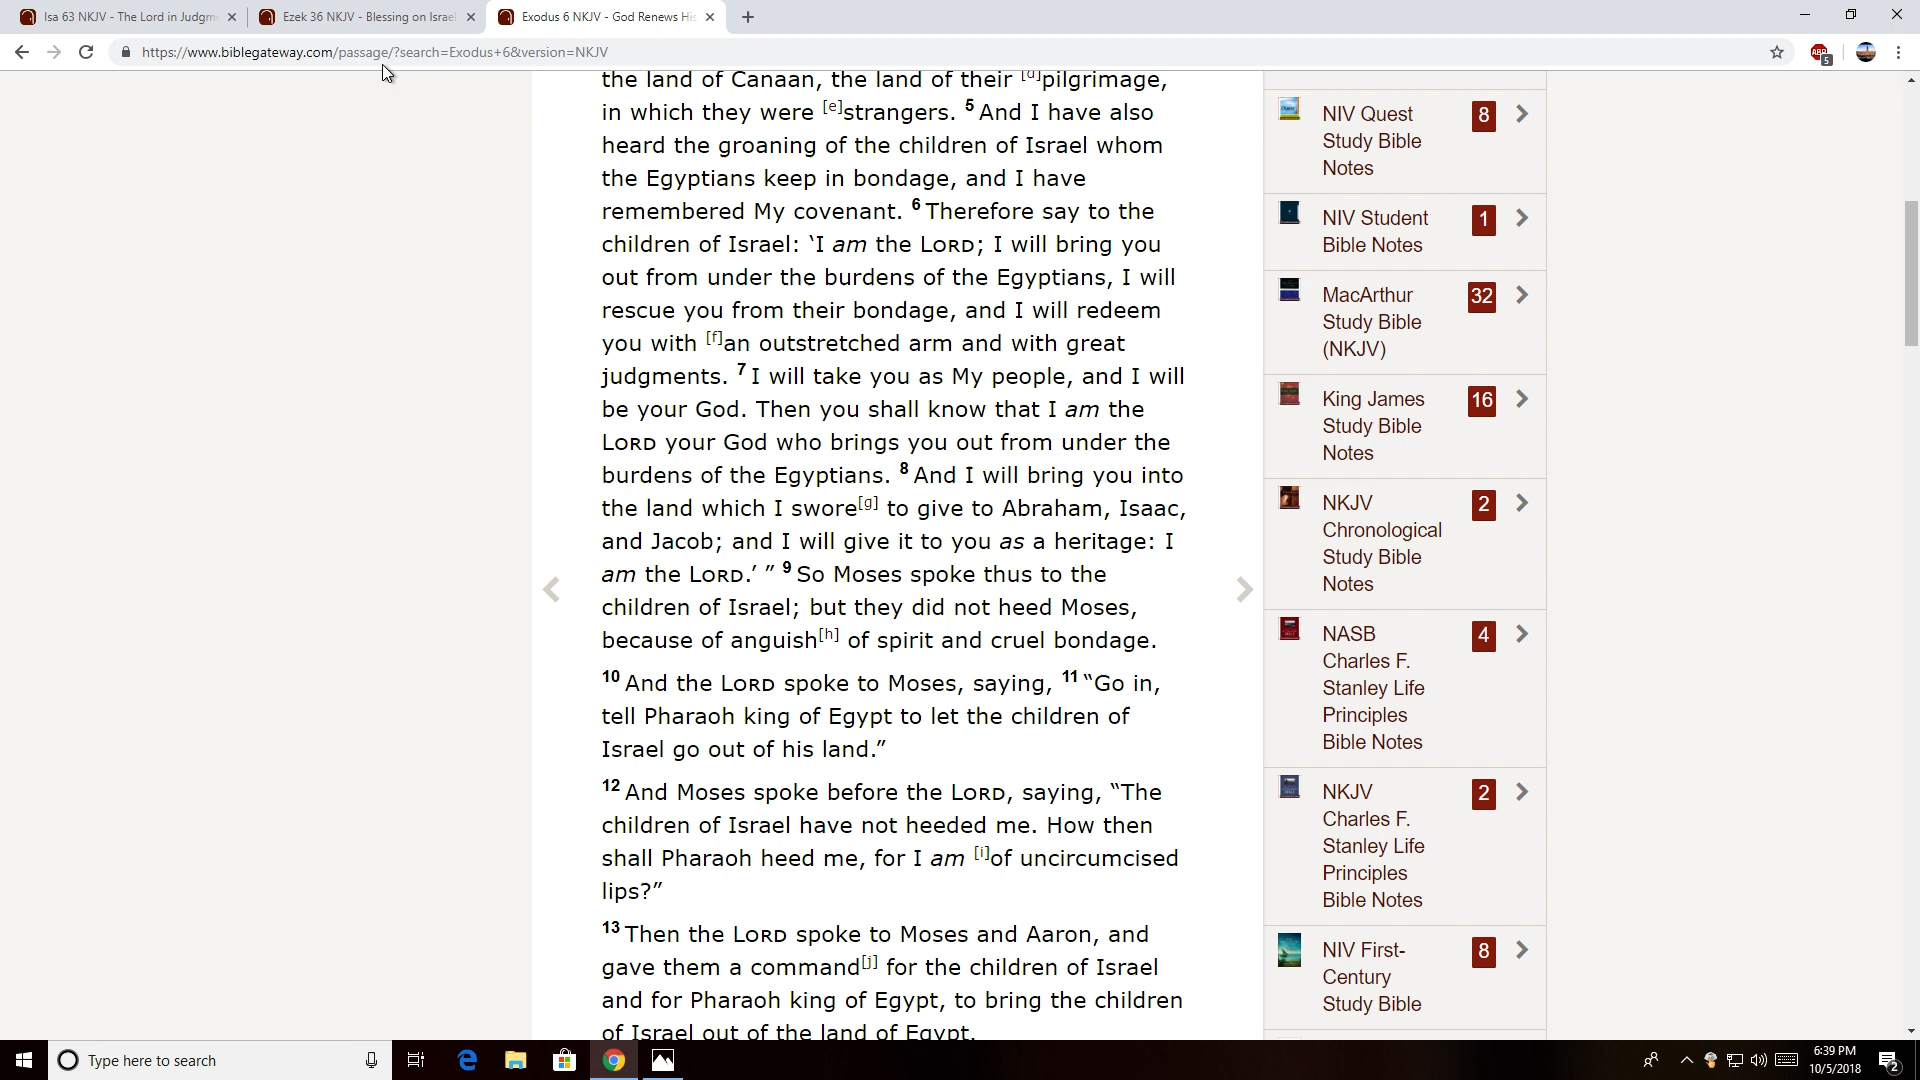 Isa 63 NKJV - The Lord in Judgm
Ezek 36 NKJV - Blessing on Israel
Exodus 6 NKJV - God Renews His
https://www.biblegateway.com/passage/?search=Exodus+6&version=NKJV
ABP
5
the land of Canaan, the land of their [d]pilgrimage,
in which they were [e]strangers. 5 And I have also
heard the groaning of the children of Israel whom
the Egyptians keep in bondage, and I have
remembered My covenant. 6 Therefore say to the
children of Israel: ‘I am the LORD; I will bring you
out from under the burdens of the Egyptians, I will
rescue you from their bondage, and I will redeem
you with [f]an outstretched arm and with great
judgments. 7 I will take you as My people, and I will
be your God. Then you shall know that I am the
LORD your God who brings you out from under the
burdens of the Egyptians. 8 And I will bring you into
the land which I swore[g] to give to Abraham, Isaac,
and Jacob; and I will give it to you as a heritage: I
am the LORD.’ ” 9 So Moses spoke thus to the
children of Israel; but they did not heed Moses,
because of anguish[h] of spirit and cruel bondage.
10 And the LORD spoke to Moses, saying, 11 “Go in,
tell Pharaoh king of Egypt to let the children of
Israel go out of his land.”
12 And Moses spoke before the LORD, saying, “The
children of Israel have not heeded me. How then
shall Pharaoh heed me, for I am [i]of uncircumcised
lips?”
13 Then the LORD spoke to Moses and Aaron, and
gave them a command[j] for the children of Israel
and for Pharaoh king of Egypt, to bring the children
of Israel out of the land of Egypt.
NIV Quest 8
Study Bible
Notes
NIV Student 1
Bible Notes
MacArthur 32
Study Bible
(NKJV)
King James 16
Study Bible
Notes
NKJV 2
Chronological
Study Bible
Notes
NASB 4
Charles F.
Stanley Life
Principles
Bible Notes
NKJV 2
Charles F.
Stanley Life
Principles
Bible Notes
NIV First- 8
Century
Study Bible
Type here to search
6:39 PM
10/5/2018
2